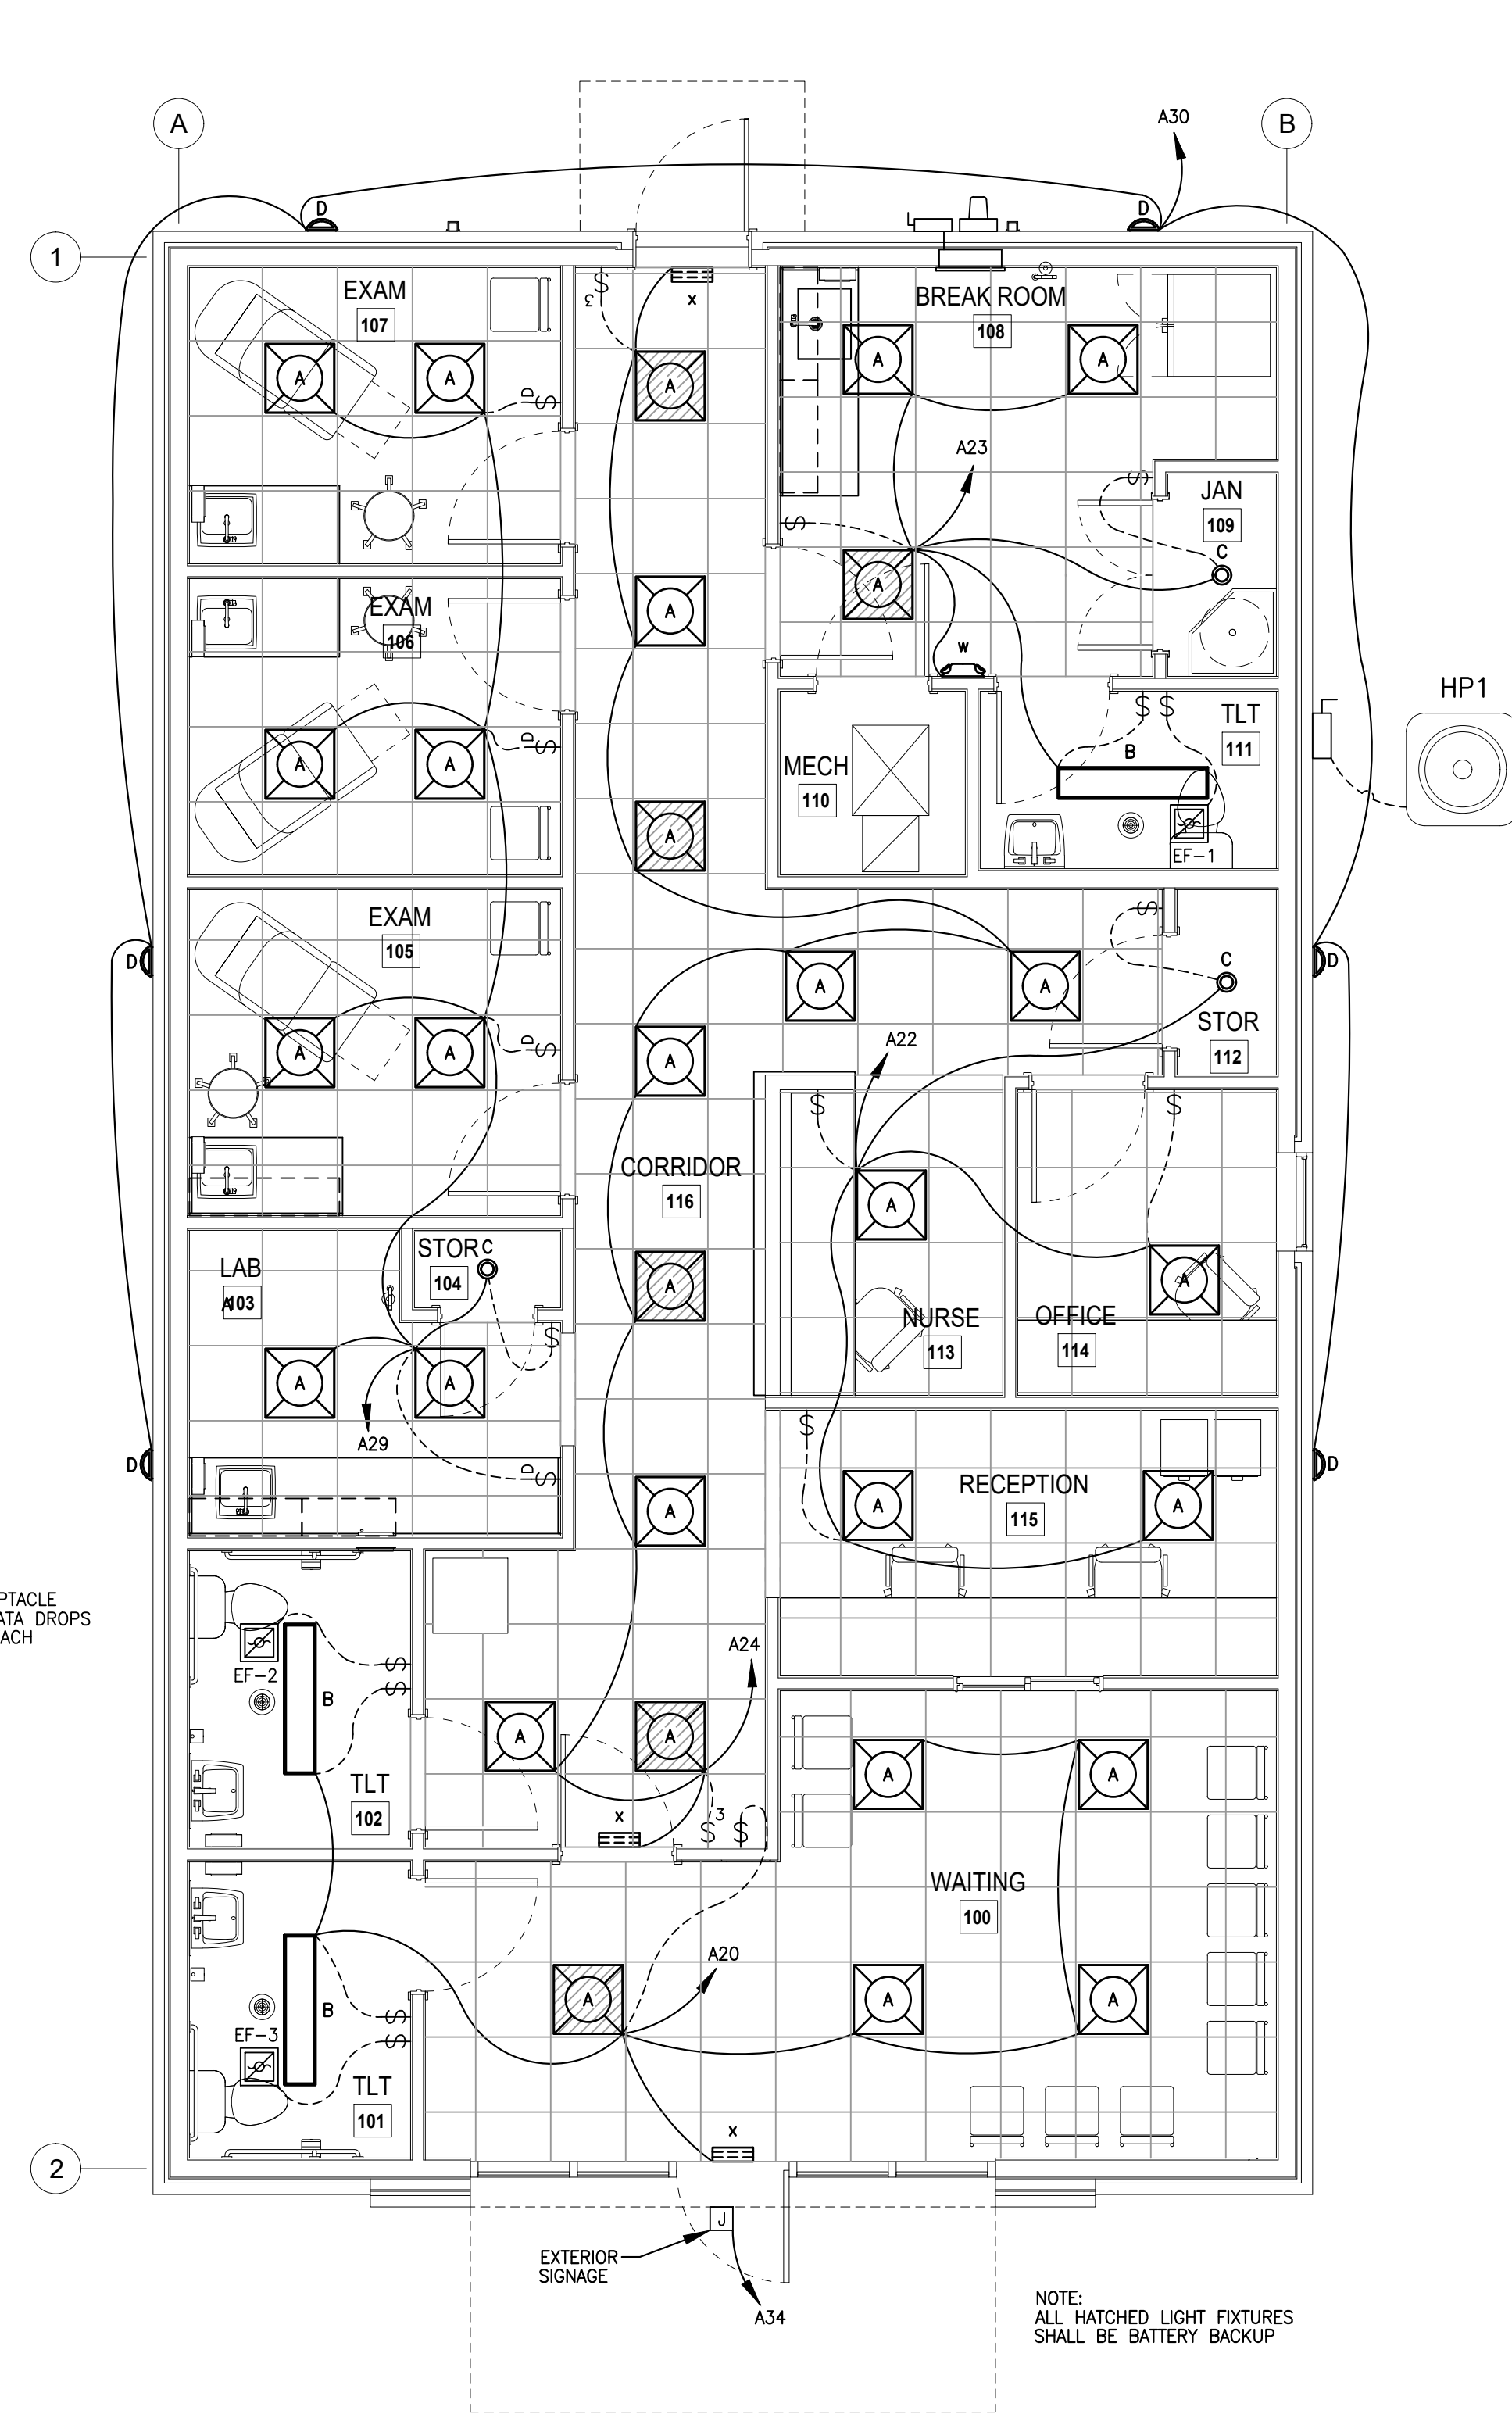 A30
A
B
D
D
1
EXAM
107
$
3
x
BREAK ROOM
108
A
A
A
A
A
D
$
A23
$
JAN
109
$
C
A
A
EXAM
106
W
HP1
$ $
TLT
111
B
MECH
110
A
A
D
$
A
EF-1
EXAM
105
$
C
D
A
A
D
STOR
112
A
A
D
$
A
A22
$
$
CORRIDOR
116
A
STOR
C
104
LAB
103
A
A
A
NURSE
113
OFFICE
114
$
A
A
A29
$
D
$
D
A
A
RECEPTION
115
A
D
PTACLE
ATA DROPS
ACH
EF-2
$
$
B
A24
A
A
A
A
TLT
102
x
3
$ $
WAITING
100
A20
A
A
A
B
$
$
EF-3
TLT
101
x
2
J
EXTERIOR
SIGNAGE
A34
NOTE:
ALL HATCHED LIGHT FIXTURES
SHALL BE BATTERY BACKUP